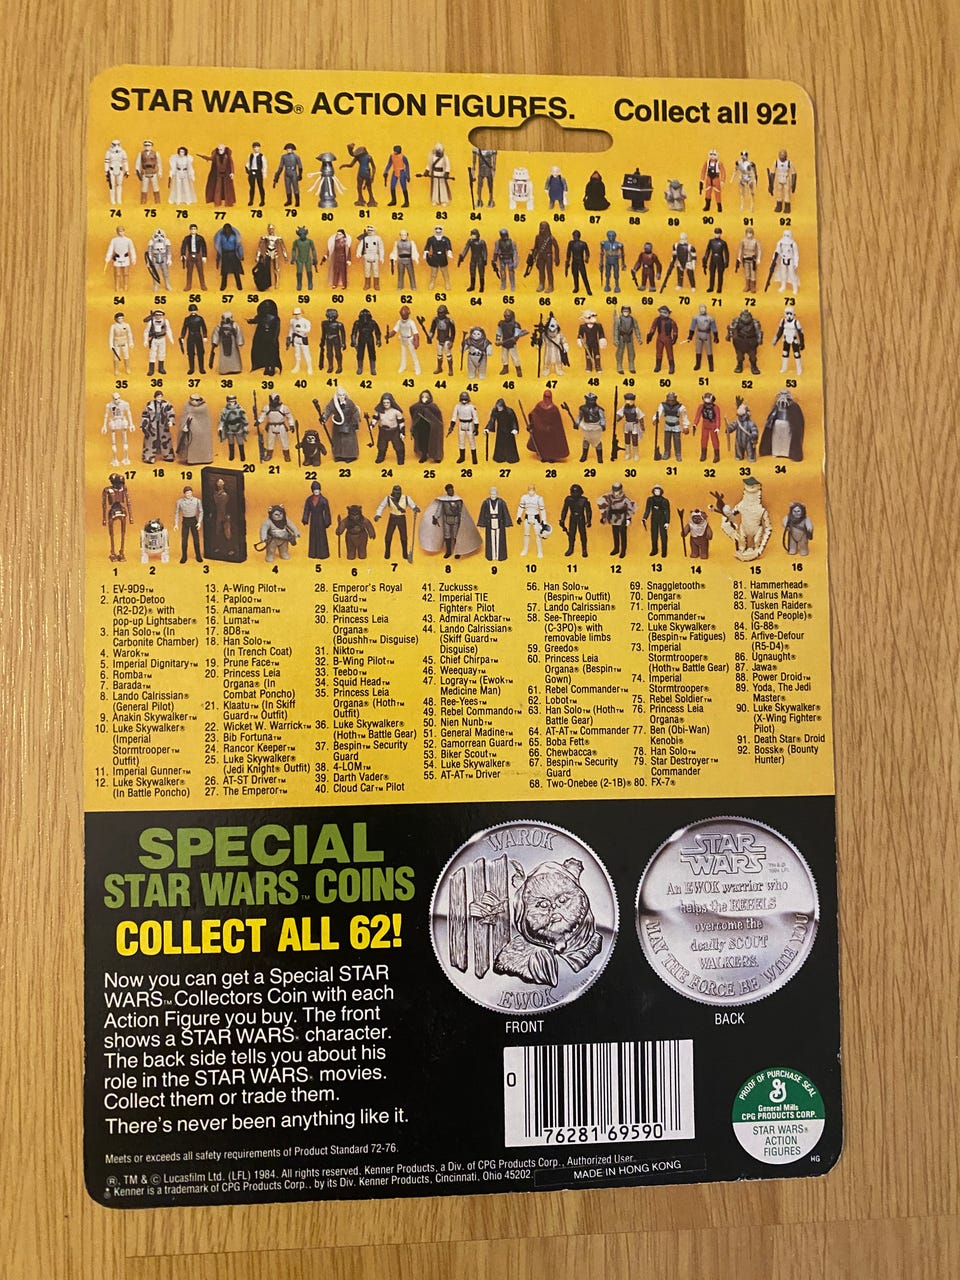 STAR WARS® ACTION FIGURES. Collect all 92!
74 75 76 77 78 79 80 81 82 83 84 85 86 87 88 89 90 91 92
54 55 56 57 58 59 60 61 62 63 64 65 66 67 68 69 70 71 72 73
35 36 37 38 39 40 41 42 43 44 45 46 47 48 49 50 51 52 53
17 18 19 20 21 22 23 24 25 26 27 28 29 30 31 32 33 34
1 2 3 4 5 6 7 8 9 10 11 12 13 14 15 16
1. EV-9D9™
2. Artoo-Detoo
(R2-D2)® with
pop-up Lightsaber®
3. Han Solo™ (In
Carbonite Chamber)
4. Warok™
5. Imperial Dignitary™
6. Romba™
7. Barada™
8. Lando Calrissian®
(General Pilot)
9. Anakin Skywalker™
10. Luke Skywalker®
(Imperial
Stormtrooper™
Outfit)
11. Imperial Gunner™
12. Luke Skywalker®
(In Battle Poncho)
13. A-Wing Pilot™
14. Paploo™
15. Amanaman™
16. Lumat™
17. 8D8™
18. Han Solo™
(In Trench Coat)
19. Prune Face™
20. Princess Leia
Organa® (In
Combat Poncho)
21. Klaatu™ (In Skiff
Guard™ Outfit)
22. Wicket W. Warrick™
23. Bib Fortuna™
24. Rancor Keeper™
25. Luke Skywalker®
(Jedi Knight® Outfit)
26. AT-ST Driver™
27. The Emperor™
28. Emperor's Royal
Guard™
29. Klaatu™
30. Princess Leia
Organa®
(Boushh™ Disguise)
31. Nikto™
32. B-Wing Pilot™
33. Teebo™
34. Squid Head™
35. Princess Leia
Organa® (Hoth™
Outfit)
36. Luke Skywalker®
(Hoth™ Battle Gear)
37. Bespin™ Security
Guard
38. 4-LOM™
39. Darth Vader®
40. Cloud Car™ Pilot
41. Zuckuss®
42. Imperial TIE
Fighter® Pilot
43. Admiral Ackbar™
44. Lando Calrissian®
(Skiff Guard™
Disguise)
45. Chief Chirpa™
46. Weequay™
47. Logray™ (Ewok™
Medicine Man)
48. Ree-Yees™
49. Rebel Commando™
50. Nien Nunb™
51. General Madine™
52. Gamorrean Guard™
53. Biker Scout™
54. Luke Skywalker®
55. AT-AT™ Driver
56. Han Solo™
(Bespin™ Outfit)
57. Lando Calrissian®
58. See-Threepio
(C-3PO)® with
removable limbs
59. Greedo®
60. Princess Leia
Organa® (Bespin™
Gown)
61. Rebel Commander™
62. Lobot™
63. Han Solo™ (Hoth™
Battle Gear)
64. AT-AT™ Commander
65. Boba Fett®
66. Chewbacca®
67. Bespin™ Security
Guard
68. Two-Onebee (2-1B)®
69. Snaggletooth®
70. Dengar®
71. Imperial
Commander™
72. Luke Skywalker®
(Bespin™ Fatigues)
73. Imperial
Stormtrooper®
(Hoth™ Battle Gear)
74. Imperial
Stormtrooper®
75. Rebel Soldier™
76. Princess Leia
Organa®
77. Ben (Obi-Wan)
Kenobi®
78. Han Solo™
79. Star Destroyer™
Commander
80. FX-7®
81. Hammerhead®
82. Walrus Man®
83. Tusken Raider®
(Sand People)®
84. IG-88®
85. Arfive-Defour
(R5-D4)®
86. Ugnaught®
87. Jawa®
88. Power Droid™
89. Yoda, The Jedi
Master®
90. Luke Skywalker®
(X-Wing Fighter®
Pilot)
91. Death Star® Droid
92. Bossk® (Bounty
Hunter)
SPECIAL
STAR WARS™ COINS
COLLECT ALL 62!
Now you can get a Special STAR
WARS™ Collectors Coin with each
Action Figure you buy. The front
shows a STAR WARS® character.
The back side tells you about his
role in the STAR WARS® movies.
Collect them or trade them.
There's never been anything like it.
WAROK
EWOK
FRONT
STAR
WARS
An EWOK warrior who
helps the REBELS
overcome the
deadly SCOUT
WALKERS.
MAY THE FORCE BE WITH YOU
BACK
0 76281 69590
PROOF OF PURCHASE SEAL
General Mills
CPG PRODUCTS CORP.
STAR WARS®
ACTION
FIGURES
HG
Meets or exceeds all safety requirements of Product Standard 72-76.
®, TM & © Lucasfilm Ltd. (LFL) 1984. All rights reserved. Kenner Products, a Div. of CPG Products Corp., Authorized User.
® Kenner is a trademark of CPG Products Corp., by its Div. Kenner Products, Cincinnati, Ohio 45202.
MADE IN HONG KONG